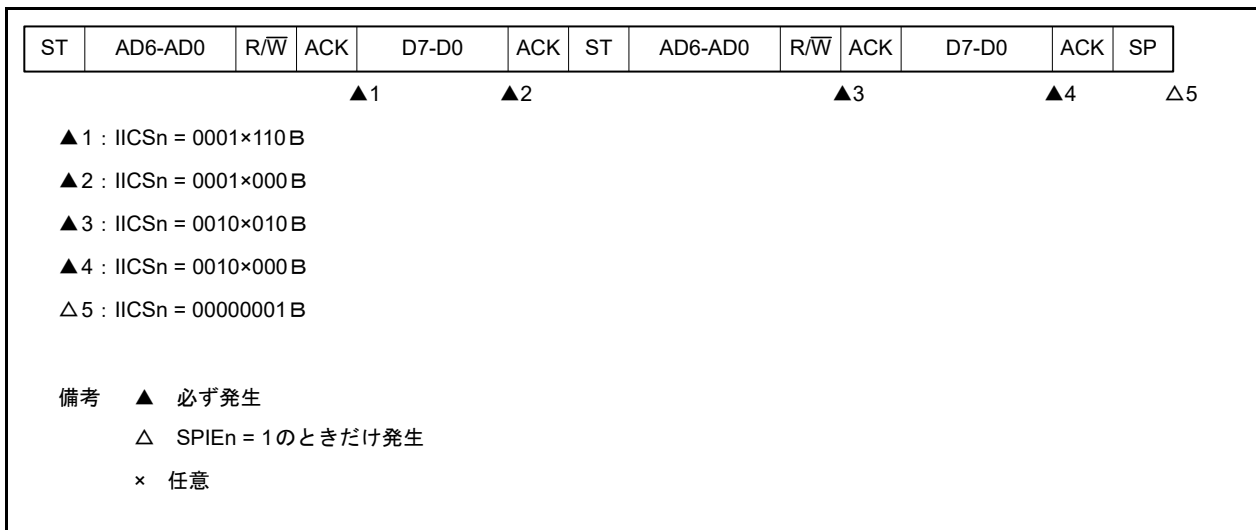 ST AD6-AD0 R/W̅ ACK D7-D0 ACK ST AD6-AD0 R/W̅ ACK D7-D0 ACK SP
▲1 ▲2 ▲3 ▲4 △5
▲1：IICSn = 0001×110B
▲2：IICSn = 0001×000B
▲3：IICSn = 0010×010B
▲4：IICSn = 0010×000B
△5：IICSn = 00000001B
備考 ▲ 必ず発生
△ SPIEn = 1のときだけ発生
× 任意